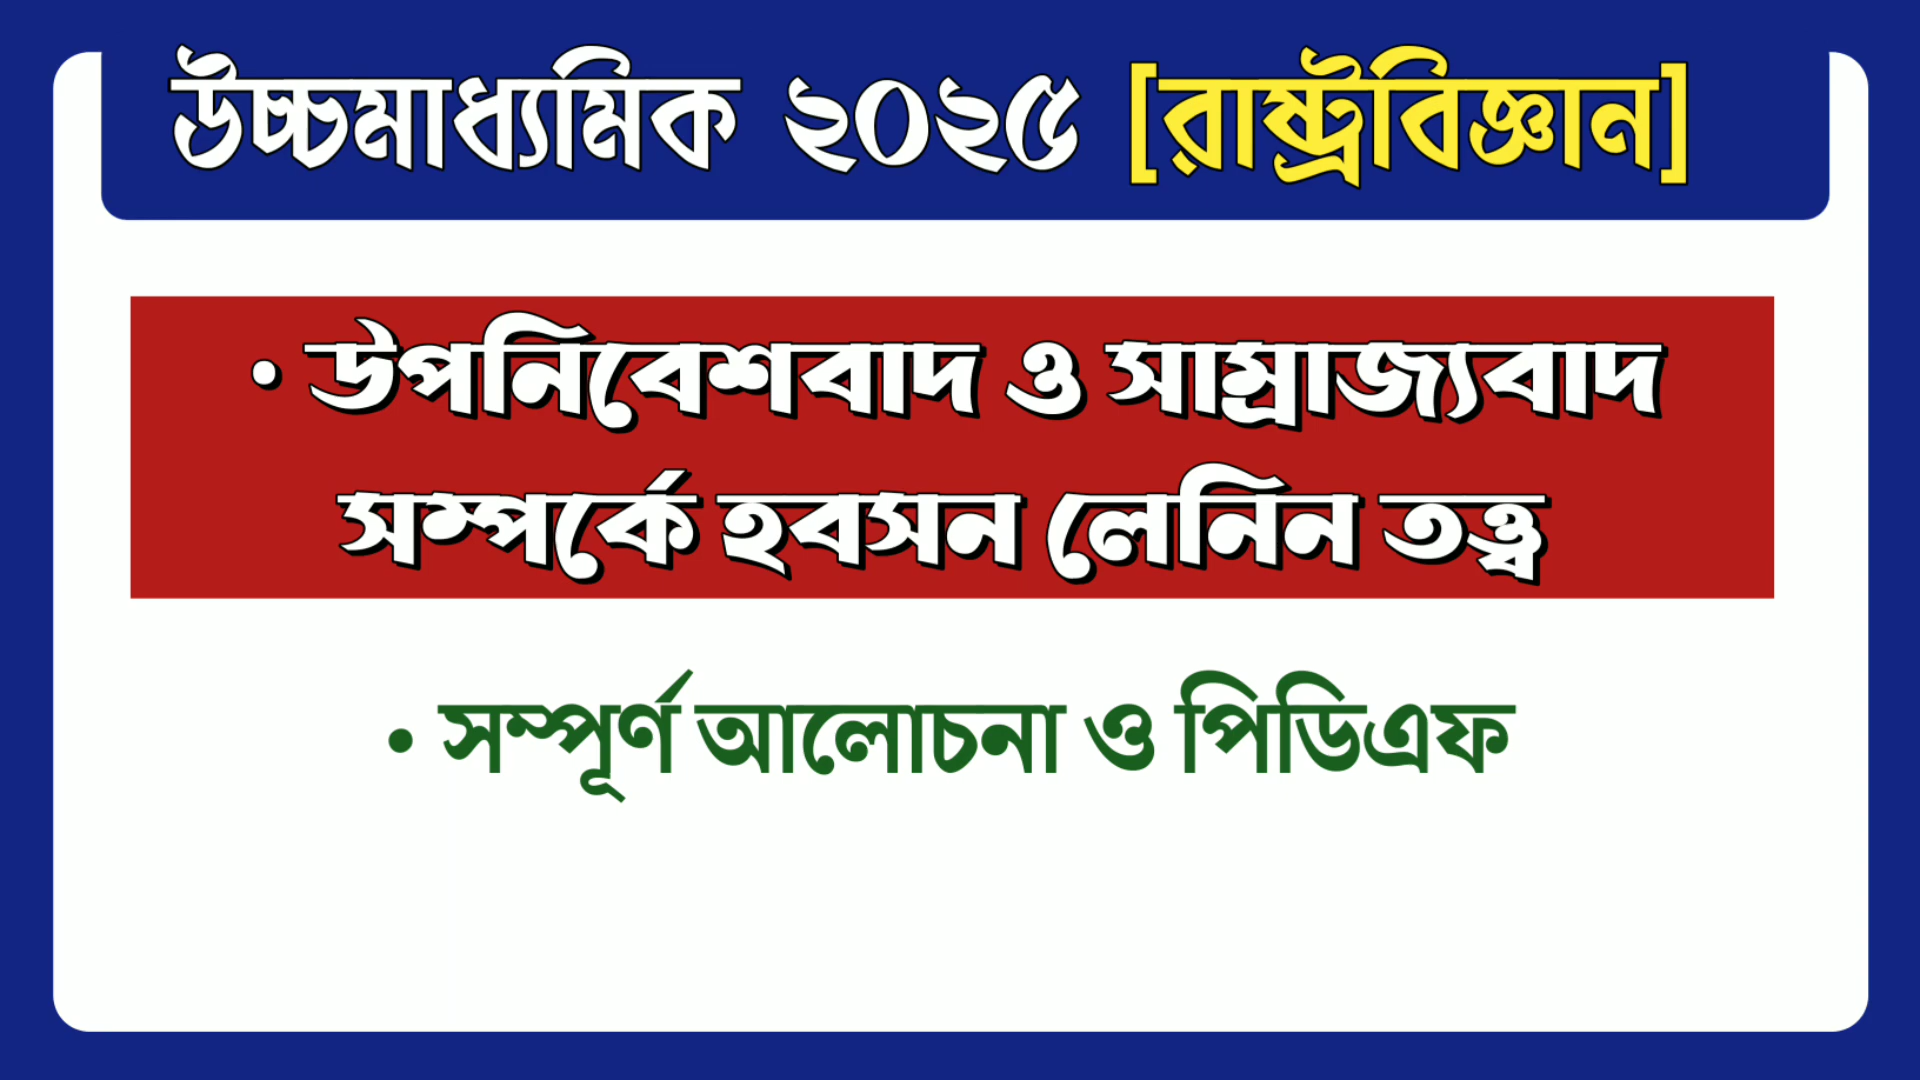 উচ্চমাধ্যমিক ২০২৫ [রাষ্ট্রবিজ্ঞান]
• উপনিবেশবাদ ও সাম্রাজ্যবাদ
সম্পর্কে হবসন লেনিন তত্ত্ব
• সম্পূর্ণ আলোচনা ও পিডিএফ